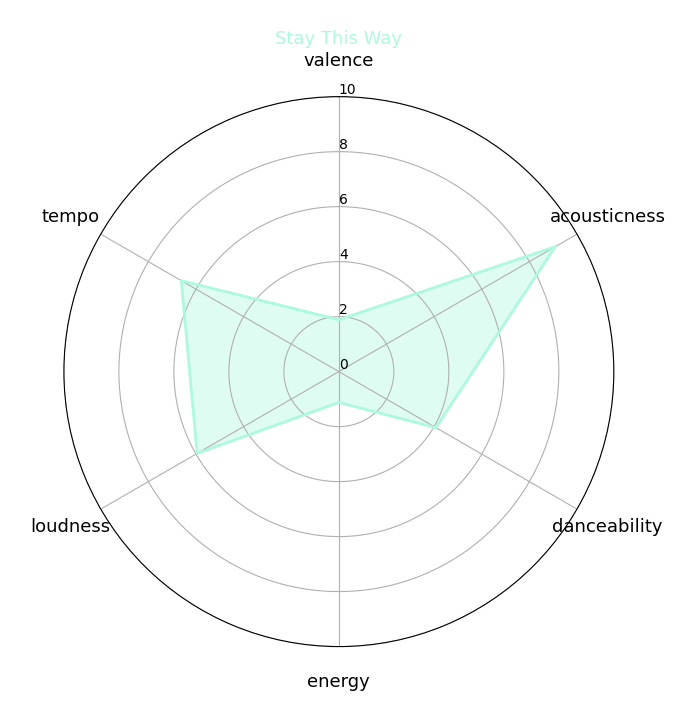 Stay This Way
valence
10
8
6
4
2
0
tempo
acousticness
loudness
danceability
energy